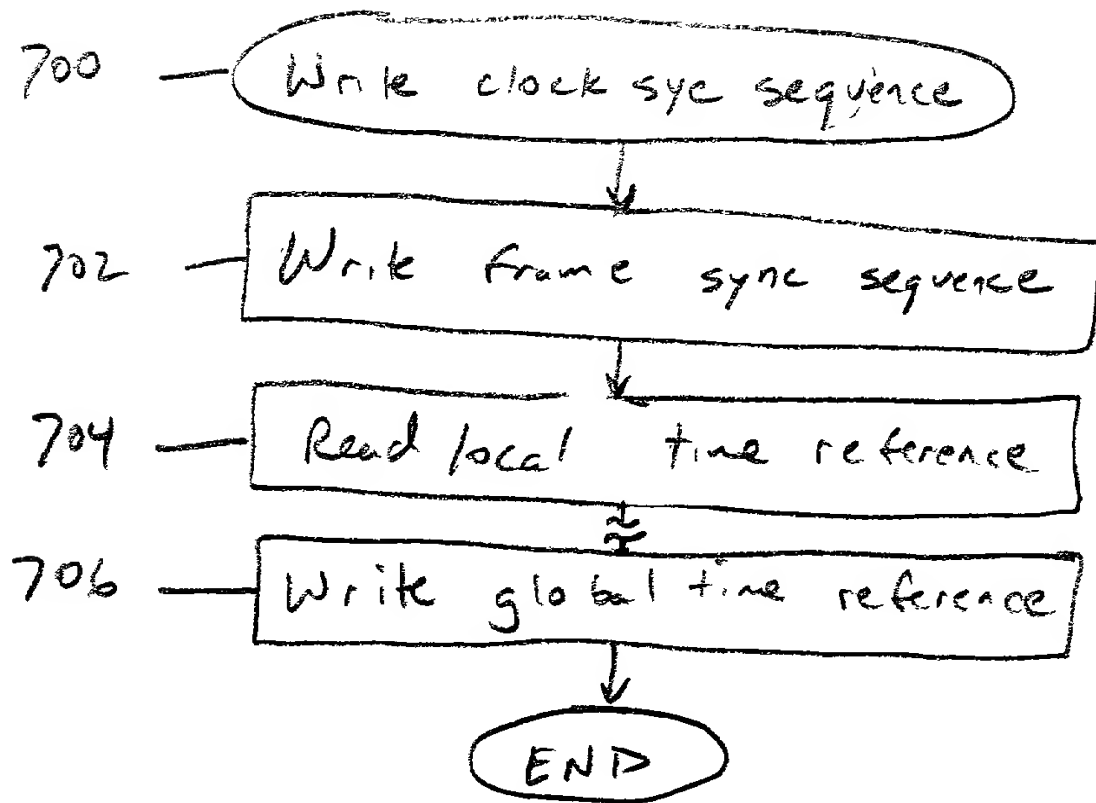 700 Write clock syc sequence
702 Write frame sync sequence
704 Read local time reference
706 Write global time reference
END